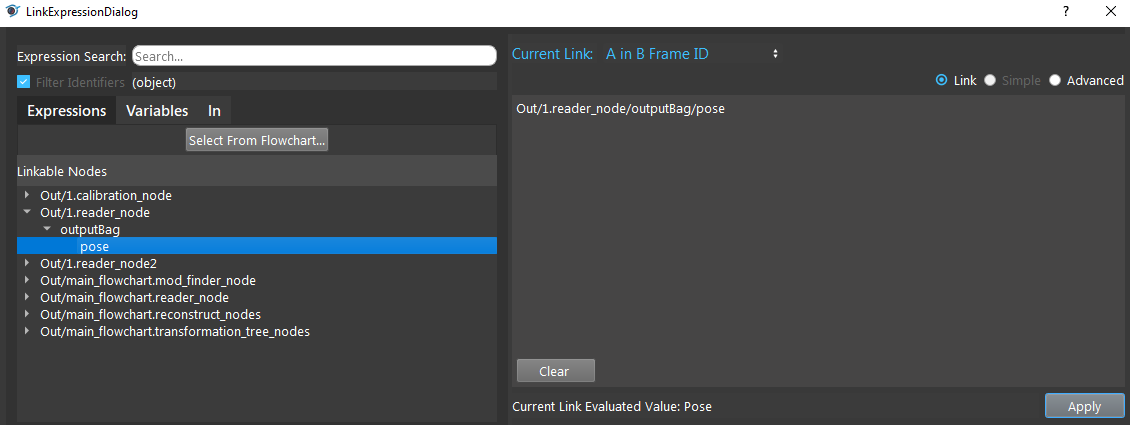 LinkExpressionDialog
?
Expression Search:
Search...
Filter Identifiers
(object)
Expressions
Variables
In
Select From Flowchart...
Linkable Nodes
Out/1.calibration_node
Out/1.reader_node
outputBag
pose
Out/1.reader_node2
Out/main_flowchart.mod_finder_node
Out/main_flowchart.reader_node
Out/main_flowchart.reconstruct_nodes
Out/main_flowchart.transformation_tree_nodes
Current Link:
A in B Frame ID
Link
Simple
Advanced
Out/1.reader_node/outputBag/pose
Clear
Current Link Evaluated Value: Pose
Apply